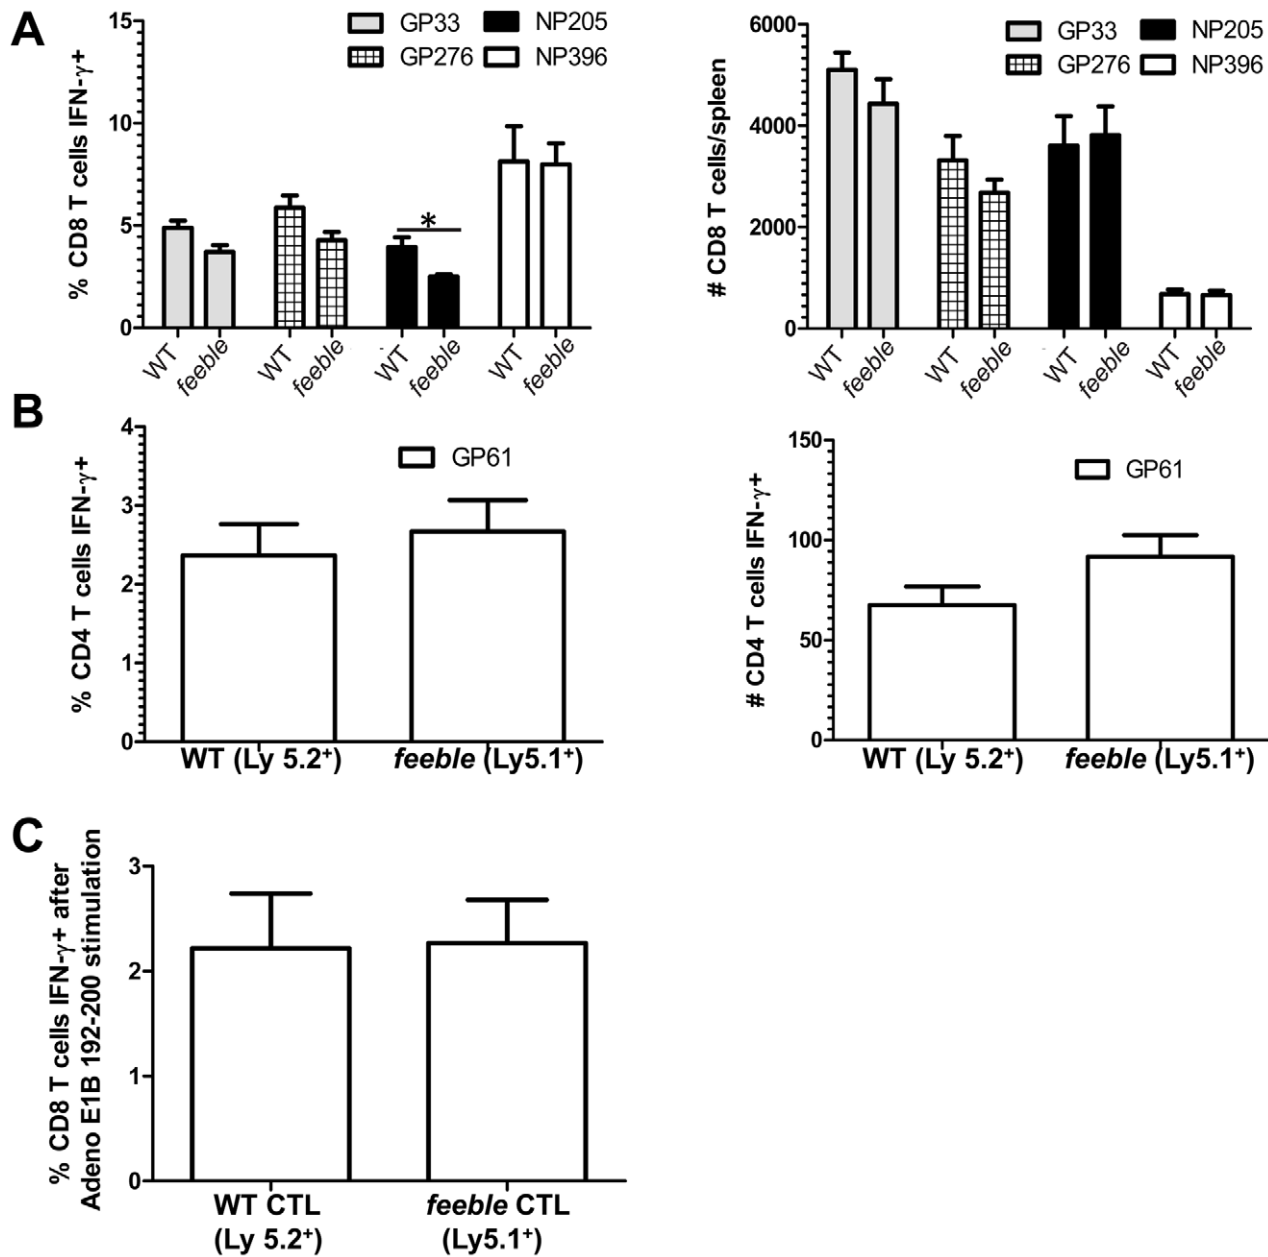 A
% CD8 T cells IFN-γ+
15
10
5
0
GP33
NP205
GP276
NP396
*
WT
feeble
WT
feeble
WT
feeble
WT
feeble
# CD8 T cells/spleen
6000
4000
2000
0
GP33
NP205
GP276
NP396
WT
feeble
WT
feeble
WT
feeble
WT
feeble
B
% CD4 T cells IFN-γ+
4
3
2
1
0
GP61
WT (Ly 5.2⁺)
feeble (Ly5.1⁺)
# CD4 T cells IFN-γ+
150
100
50
0
GP61
WT (Ly 5.2⁺)
feeble (Ly5.1⁺)
C
% CD8 T cells IFN-γ+ after
Adeno E1B 192-200 stimulation
3
2
1
0
WT CTL
(Ly 5.2⁺)
feeble CTL
(Ly5.1⁺)